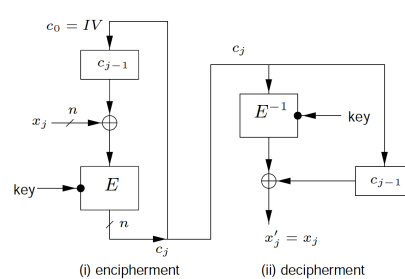 c₀ = IV
cⱼ₋₁
n
xⱼ
key
E
n
cⱼ
(i) encipherment
cⱼ
E⁻¹
key
cⱼ₋₁
x′ⱼ = xⱼ
(ii) decipherment